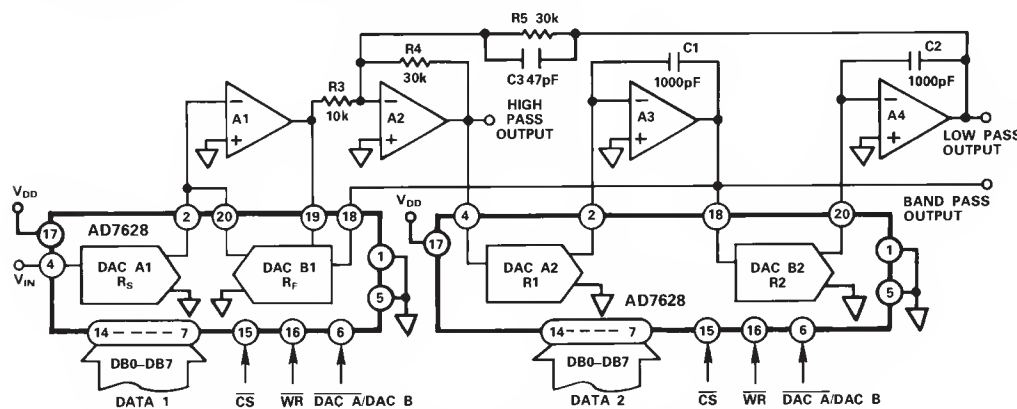 R5 30k
C3 47pF
R4
30k
R3
10k
C1
1000pF
C2
1000pF
−
A1
+
−
A2
+
HIGH
PASS
OUTPUT
−
A3
+
−
A4
+
LOW PASS
OUTPUT
BAND PASS
OUTPUT
VDD
17
AD7628
2
20
19
18
4
VIN
DAC A1
RS
DAC B1
RF
1
5
14 ---- 7
15
16
6
DB0–DB7
DATA 1
CS
WR
DAC A/DAC B
VDD
17
4
2
18
20
DAC A2
R1
DAC B2
R2
AD7628
1
5
14 ---- 7
15
16
6
DB0–DB7
DATA 2
CS
WR
DAC A/DAC B